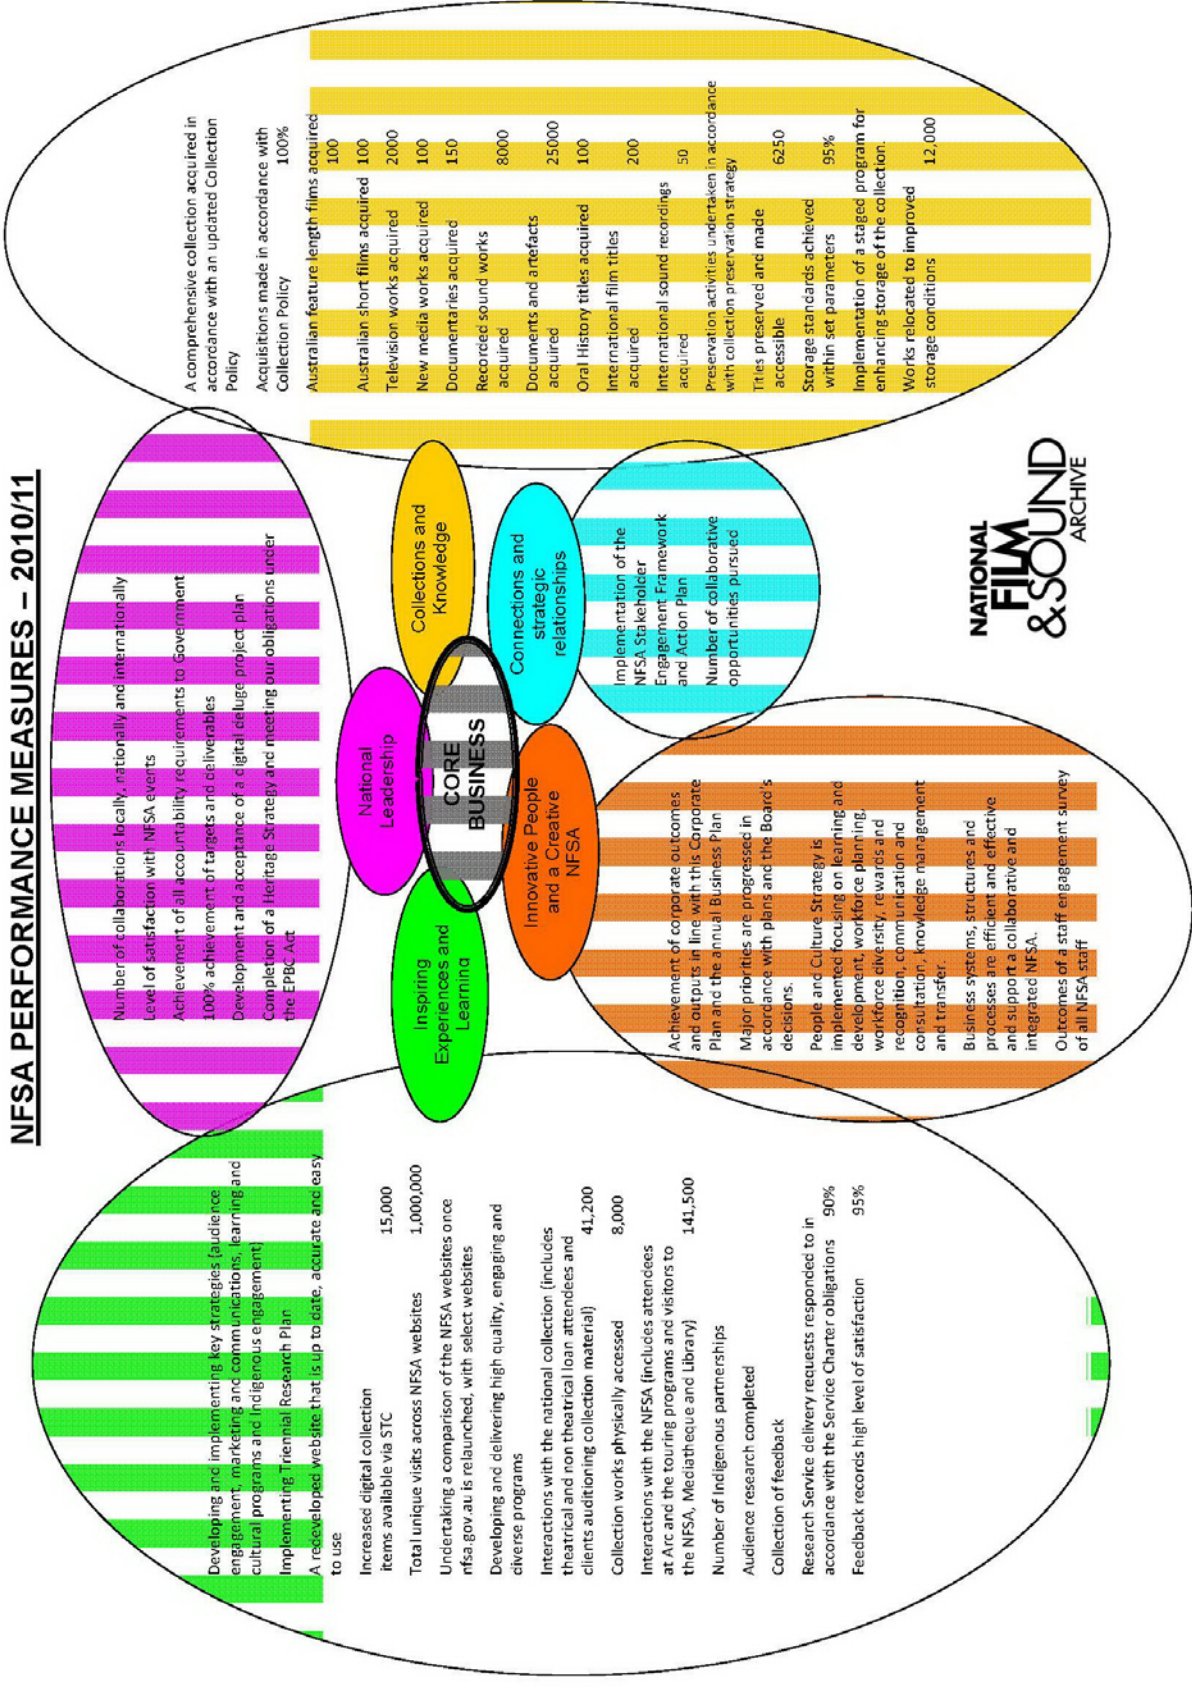 NFSA PERFORMANCE MEASURES – 2010/11
Number of collaborations locally, nationally and internationally
Level of satisfaction with NFSA events
Achievement of all accountability requirements to Government
100% achievement of targets and deliverables
Development and acceptance of a digital deluge project plan
Completion of a Heritage Strategy and meeting our obligations under
the EPBC Act
Developing and implementing key strategies (audience
engagement, marketing and communications, learning and
cultural programs and Indigenous engagement)
Implementing Triennial Research Plan
A redeveloped website that is up to date, accurate and easy
to use
Increased digital collection
items available via STC 15,000
Total unique visits across NFSA websites 1,000,000
Undertaking a comparison of the NFSA websites once
nfsa.gov.au is relaunched, with select websites
Developing and delivering high quality, engaging and
diverse programs
Interactions with the national collection (includes
theatrical and non theatrical loan attendees and
clients auditioning collection material) 41,200
Collection works physically accessed 8,000
Interactions with the NFSA (includes attendees
at Arc and the touring programs and visitors to
the NFSA, Mediatheque and Library) 141,500
Number of Indigenous partnerships
Audience research completed
Collection of feedback
Research Service delivery requests responded to in
accordance with the Service Charter obligations 90%
Feedback records high level of satisfaction 95%
Inspiring
Experiences and
Learning
National
Leadership
Collections and
Knowledge
CORE
BUSINESS
Innovative People
and a Creative
NFSA
Connections and
strategic
relationships
A comprehensive collection acquired in
accordance with an updated Collection
Policy
Acquisitions made in accordance with
Collection Policy 100%
Australian feature length films acquired
100
Australian short films acquired 100
Television works acquired 2000
New media works acquired 100
Documentaries acquired 150
Recorded sound works
acquired 8000
Documents and artefacts
acquired 25000
Oral History titles acquired 100
International film titles
acquired 200
International sound recordings
acquired 50
Preservation activities undertaken in accordance
with collection preservation strategy
Titles preserved and made
accessible 6250
Storage standards achieved
within set parameters 95%
Implementation of a staged program for
enhancing storage of the collection.
Works relocated to improved
storage conditions 12,000
Achievement of corporate outcomes
and outputs in line with this Corporate
Plan and the annual Business Plan
Major priorities are progressed in
accordance with plans and the Board's
decisions.
People and Culture Strategy is
implemented focusing on learning and
development, workforce planning,
workforce diversity, rewards and
recognition, communication and
consultation, knowledge management
and transfer.
Business systems, structures and
processes are efficient and effective
and support a collaborative and
integrated NFSA.
Outcomes of a staff engagement survey
of all NFSA staff
Implementation of the
NFSA Stakeholder
Engagement Framework
and Action Plan
Number of collaborative
opportunities pursued
NATIONAL
FILM
&SOUND
ARCHIVE